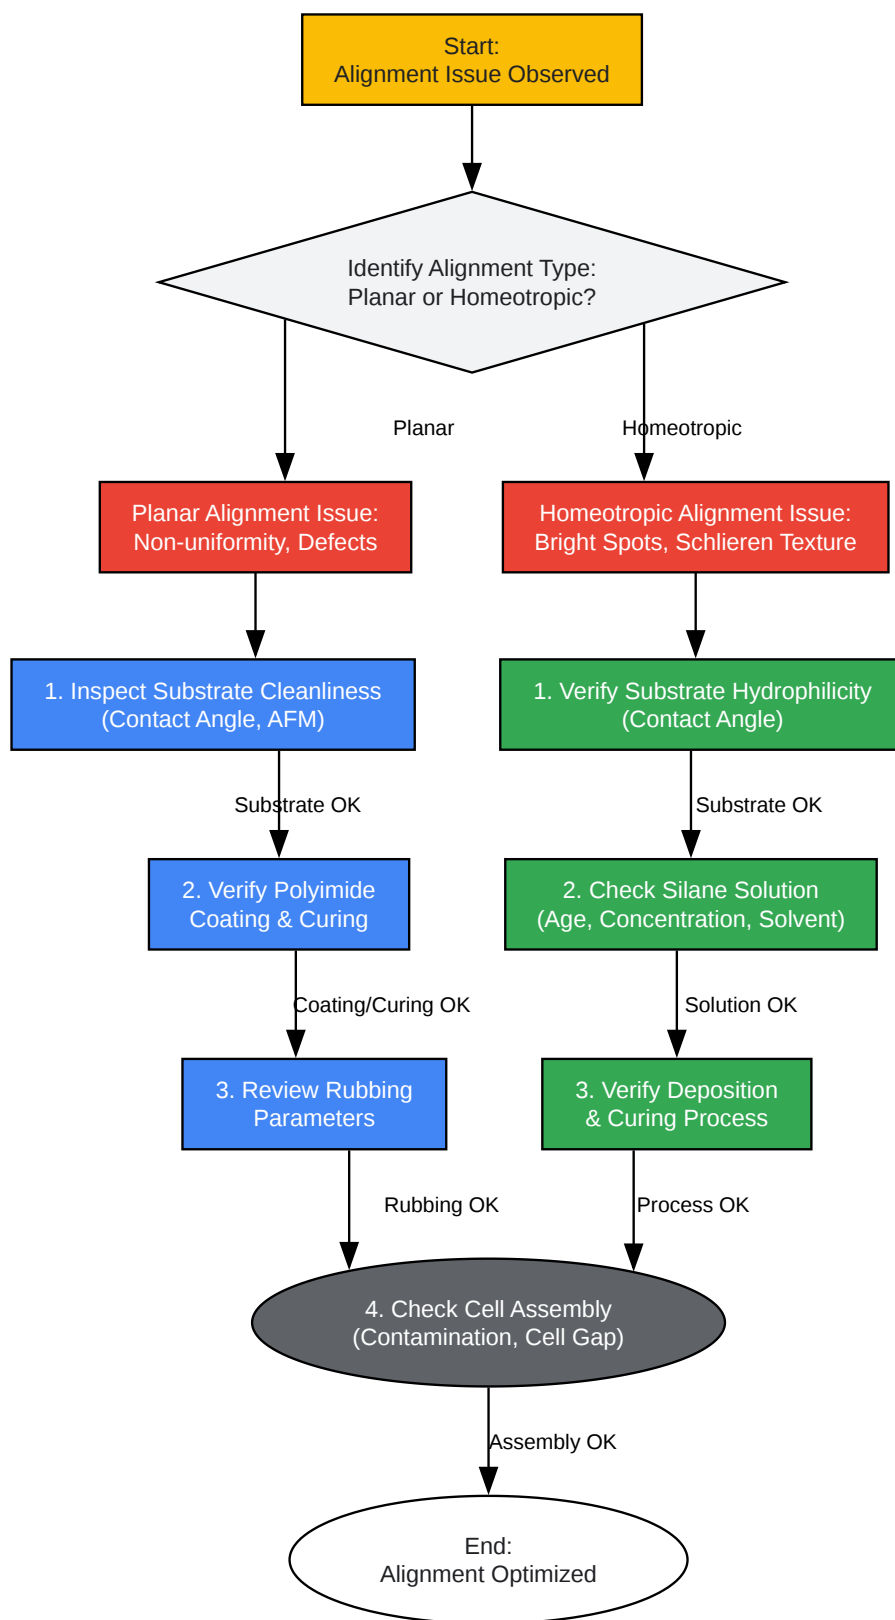 Start:
Alignment Issue Observed
Identify Alignment Type:
Planar or Homeotropic?
Planar
Homeotropic
Planar Alignment Issue:
Non-uniformity, Defects
Homeotropic Alignment Issue:
Bright Spots, Schlieren Texture
1. Inspect Substrate Cleanliness
(Contact Angle, AFM)
1. Verify Substrate Hydrophilicity
(Contact Angle)
Substrate OK
Substrate OK
2. Verify Polyimide
Coating & Curing
2. Check Silane Solution
(Age, Concentration, Solvent)
Coating/Curing OK
Solution OK
3. Review Rubbing
Parameters
3. Verify Deposition
& Curing Process
Rubbing OK
Process OK
4. Check Cell Assembly
(Contamination, Cell Gap)
Assembly OK
End:
Alignment Optimized